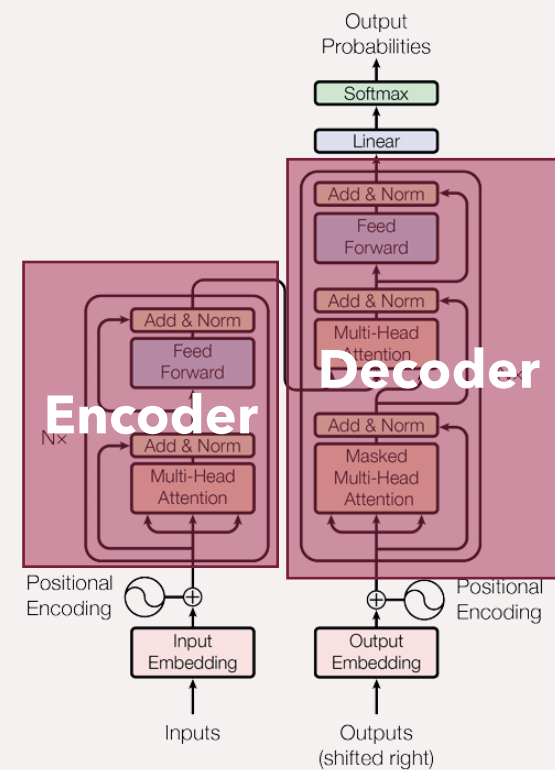 Output
Probabilities
Softmax
Linear
Add & Norm
Feed
Forward
Add & Norm
Multi-Head
Attention
Decoder
Add & Norm
Masked
Multi-Head
Attention
Add & Norm
Feed
Forward
Encoder
N×
Add & Norm
Multi-Head
Attention
Positional
Encoding
Positional
Encoding
Input
Embedding
Output
Embedding
Inputs
Outputs
(shifted right)